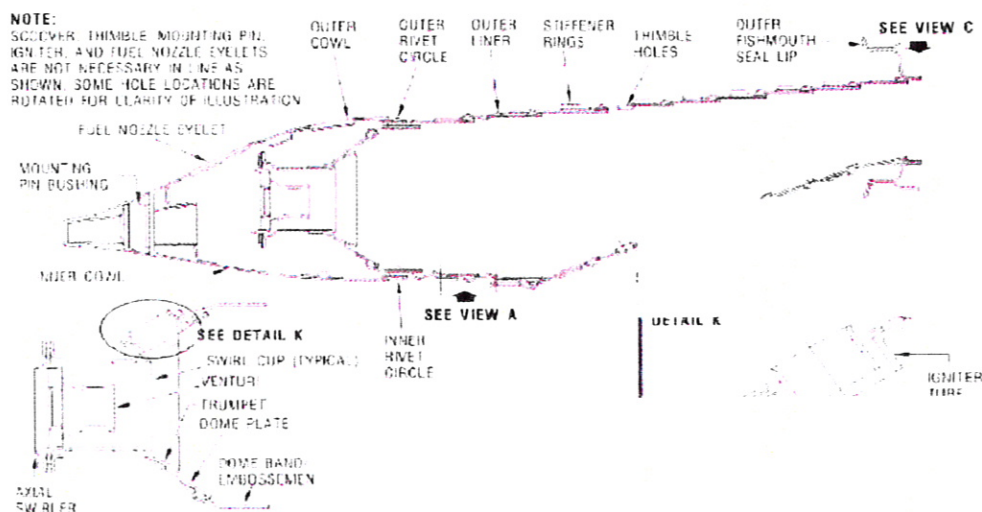 NOTE:
SCOOVER, THIMBLE, MOUNTING PIN,
IGNITER, AND FUEL NOZZLE EYELETS
ARE NOT NECESSARY IN LINE AS
SHOWN. SOME HOLE LOCATIONS ARE
ROTATED FOR CLARITY OF ILLUSTRATION
OUTER
COWL
OUTER
RIVET
CIRCLE
OUTER
LINER
STIFFENER
RINGS
THIMBLE
HOLES
OUTER
FISHMOUTH
SEAL LIP
SEE VIEW C
FUEL NOZZLE EYELET
MOUNTING
PIN BUSHING
INNER COWL
SEE VIEW A
INNER
RIVET
CIRCLE
SEE DETAIL K
SWIRL CUP (TYPICAL)
VENTURI
TRUMPET
DOME PLATE
DOME BAND
EMBOSSEMEN
AXIAL
SWIRLER
DETAIL K
IGNITER
TUBE